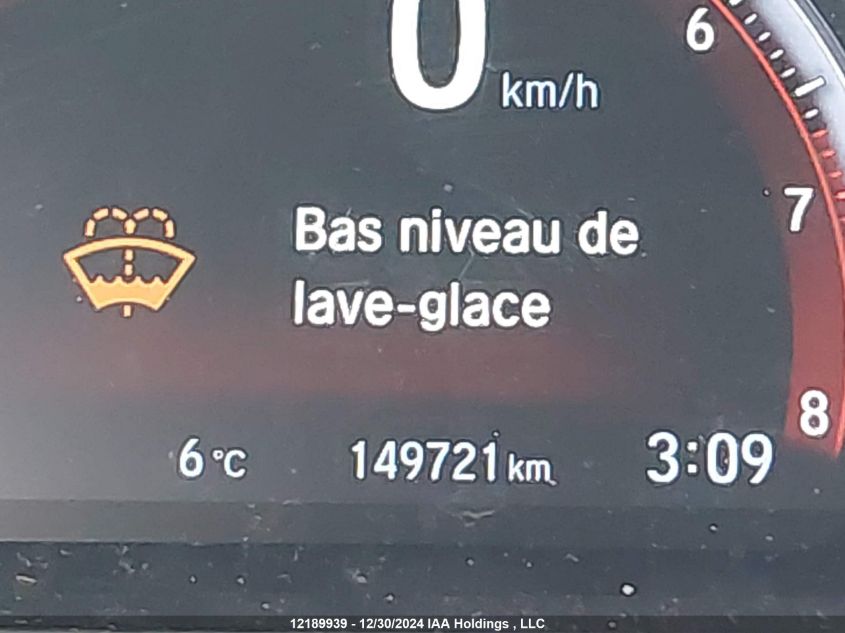 6
0 km/h
7
Bas niveau de
lave-glace
8
6 °C 149721 km 3:09
12189939 - 12/30/2024 IAA Holdings , LLC